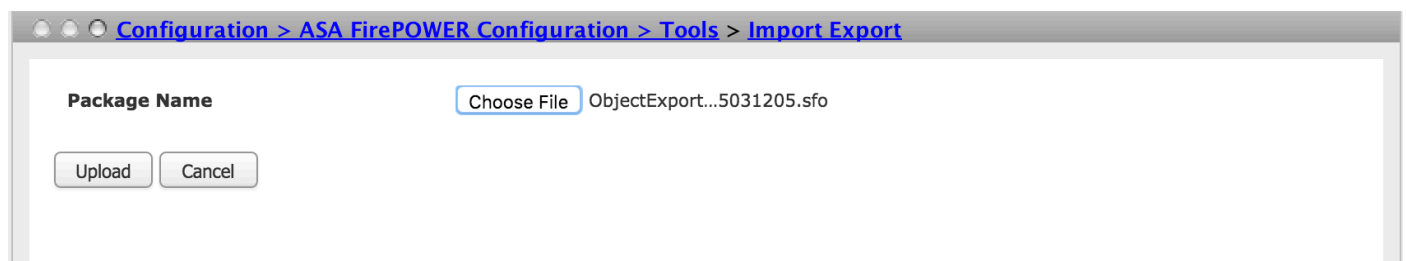 Configuration > ASA FirePOWER Configuration > Tools > Import Export
Package Name Choose File ObjectExport...5031205.sfo
Upload Cancel